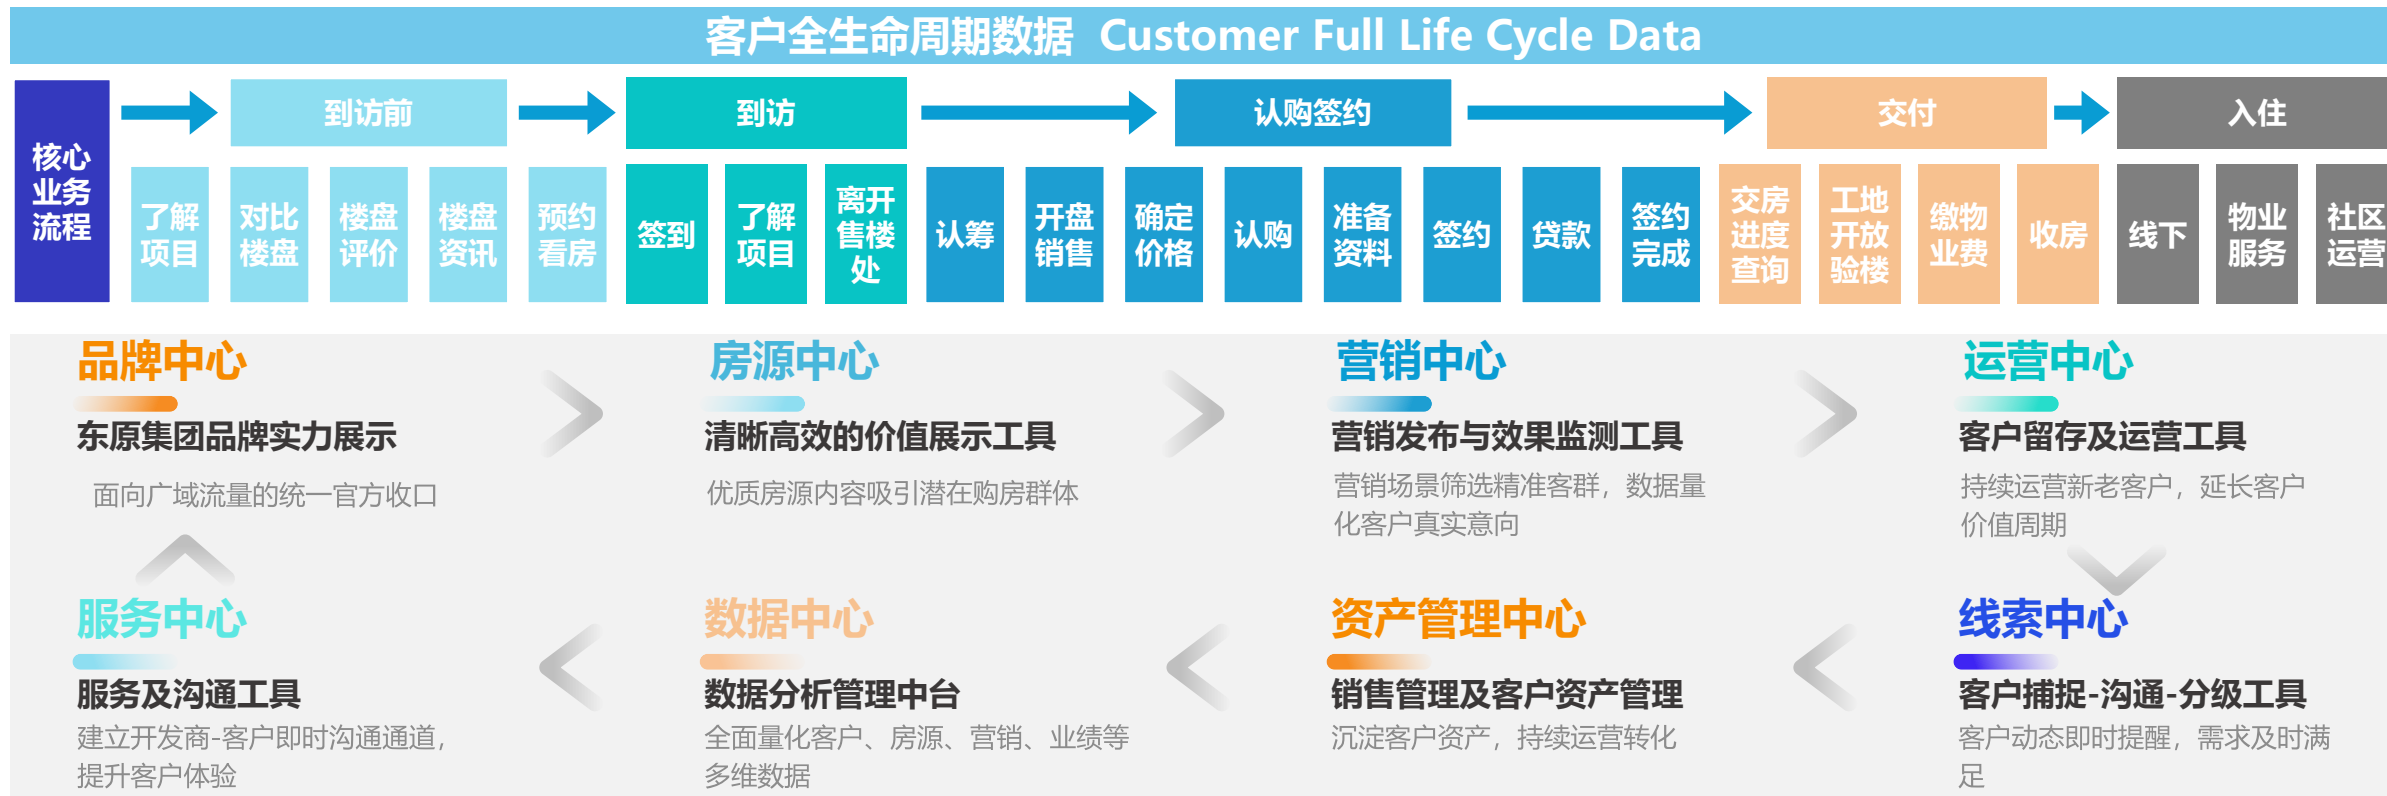 客户全生命周期数据 Customer Full Life Cycle Data
核心
业务
流程
到访前
到访
认购签约
交付
入住
了解
项目
对比
楼盘
楼盘
评价
楼盘
资讯
预约
看房
签到
了解
项目
离开
售楼
处
认筹
开盘
销售
确定
价格
认购
准备
资料
签约
贷款
签约
完成
交房
进度
查询
工地
开放
验楼
缴物
业费
收房
线下
物业
服务
社区
运营
品牌中心
东原集团品牌实力展示
面向广域流量的统一官方收口
房源中心
清晰高效的价值展示工具
优质房源内容吸引潜在购房群体
营销中心
营销发布与效果监测工具
营销场景筛选精准客群，数据量
化客户真实意向
运营中心
客户留存及运营工具
持续运营新老客户，延长客户
价值周期
服务中心
服务及沟通工具
建立开发商-客户即时沟通通道，
提升客户体验
数据中心
数据分析管理中台
全面量化客户、房源、营销、业绩等
多维数据
资产管理中心
销售管理及客户资产管理
沉淀客户资产，持续运营转化
线索中心
客户捕捉-沟通-分级工具
客户动态即时提醒，需求及时满
足